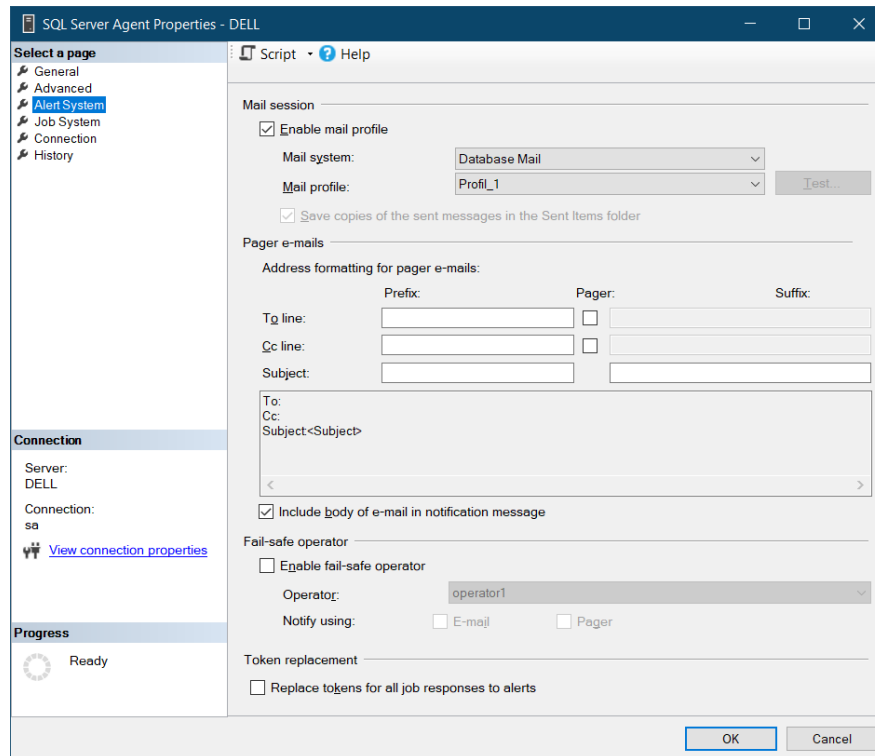 SQL Server Agent Properties - DELL
Select a page
General
Advanced
Alert System
Job System
Connection
History
Script
Help
Mail session
Enable mail profile
Mail system: Database Mail
Mail profile: Profil_1 Test...
Save copies of the sent messages in the Sent Items folder
Pager e-mails
Address formatting for pager e-mails:
Prefix: Pager: Suffix:
To line:
Cc line:
Subject:
To:
Cc:
Subject:<Subject>
Include body of e-mail in notification message
Fail-safe operator
Enable fail-safe operator
Operator: operator1
Notify using: E-mail Pager
Token replacement
Replace tokens for all job responses to alerts
Connection
Server:
DELL
Connection:
sa
View connection properties
Progress
Ready
OK Cancel